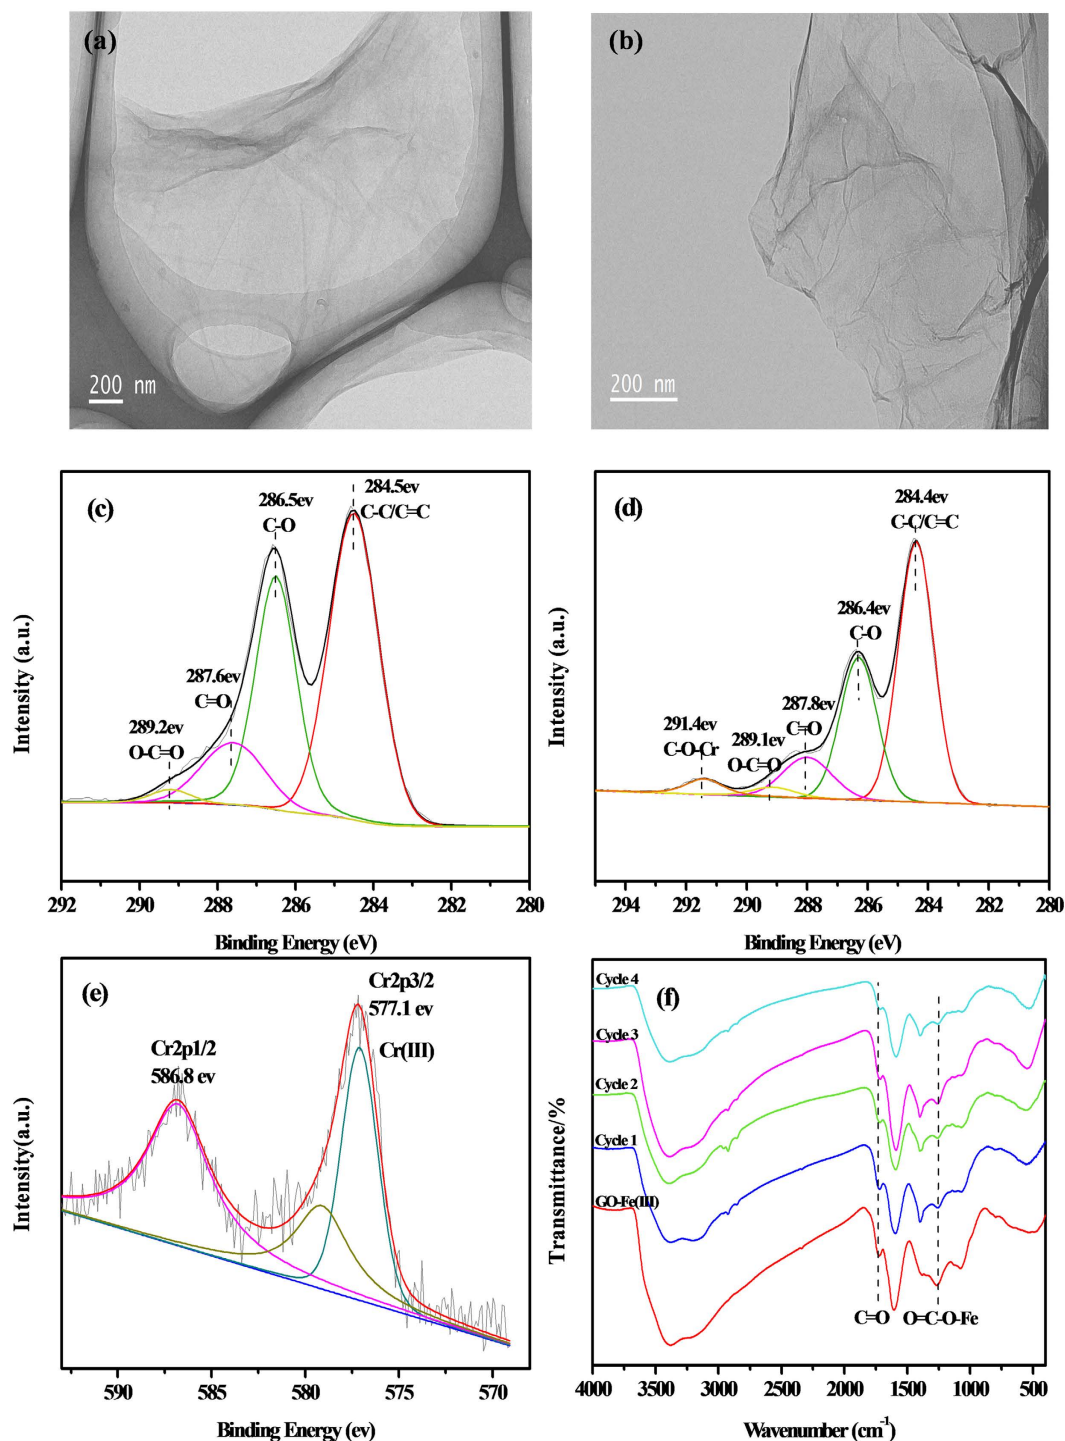 (a)
200 nm
(b)
200 nm
(c)
286.5ev
C-O
284.5ev
C-C/C=C
287.6ev
C=O
289.2ev
O-C=O
Intensity (a.u.)
292 290 288 286 284 282 280
Binding Energy (eV)
(d)
284.4ev
C-C/C=C
286.4ev
C-O
287.8ev
C=O
291.4ev
C-O-Cr
289.1ev
O-C=O
Intensity (a.u.)
294 292 290 288 286 284 282 280
Binding Energy (eV)
(e)
Cr2p3/2
577.1 ev
Cr(III)
Cr2p1/2
586.8 ev
Intensity(a.u.)
590 585 580 575 570
Binding Energy (ev)
(f)
Cycle 4
Cycle 3
Cycle 2
Cycle 1
GO-Fe(III)
C=O
O=C-O-Fe
Transmittance/%
4000 3500 3000 2500 2000 1500 1000 500
Wavenumber (cm⁻¹)